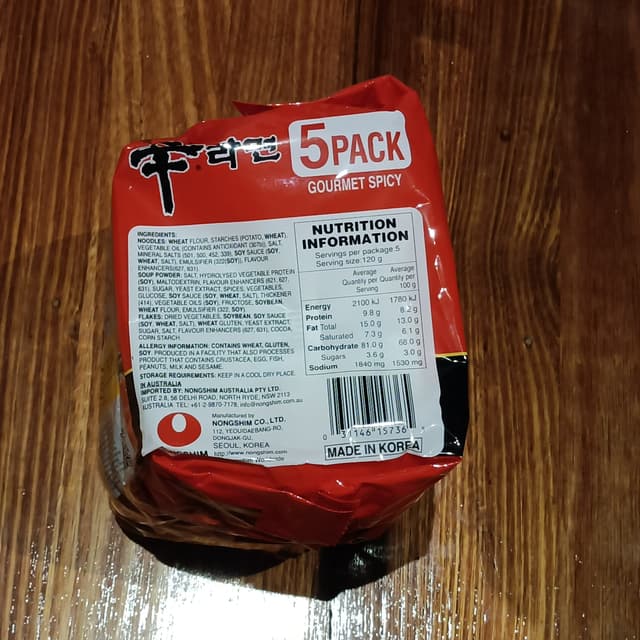 辛라면
5PACK
GOURMET SPICY
INGREDIENTS:
NOODLES: WHEAT FLOUR, STARCHES (POTATO, WHEAT),
VEGETABLE OIL (CONTAINS ANTIOXIDANT (307b)), SALT,
MINERAL SALTS (501, 500, 452, 339), SOY SAUCE (SOY,
WHEAT, SALT), EMULSIFIER (322(SOY)), FLAVOUR
ENHANCERS(627, 631).
SOUP POWDER: SALT, HYDROLYSED VEGETABLE PROTEIN
(SOY), MALTODEXTRIN, FLAVOUR ENHANCERS (621, 627,
631), SUGAR, YEAST EXTRACT, SPICES, VEGETABLES,
GLUCOSE, SOY SAUCE (SOY, WHEAT, SALT), THICKENER
(414), VEGETABLE OILS (SOY), FRUCTOSE, SOYBEAN,
WHEAT FLOUR, EMULSIFIER (322, SOY).
FLAKES: DRIED VEGETABLES, SOYBEAN, SOY SAUCE
(SOY, WHEAT, SALT), WHEAT GLUTEN, YEAST EXTRACT,
SUGAR, SALT, FLAVOUR ENHANCERS (627, 631), COCOA,
CORN STARCH
ALLERGY INFORMATION: CONTAINS WHEAT, GLUTEN,
SOY. PRODUCED IN A FACILITY THAT ALSO PROCESSES
PRODUCT THAT CONTAINS CRUSTACEA, EGG, FISH,
PEANUTS, MILK AND SESAME.
STORAGE REQUIREMENTS: KEEP IN A COOL DRY PLACE.
IN AUSTRALIA
IMPORTED BY: NONGSHIM AUSTRALIA PTY LTD.
SUITE 2.8, 56 DELHI ROAD, NORTH RYDE, NSW 2113
AUSTRALIA TEL:+61-2-9870-7178, info@nongshim.com.au
Manufactured by
NONGSHIM CO., LTD.
112, YEOUIDAEBANG-RO,
DONGJAK-GU,
SEOUL, KOREA
http://www.nongshim.com
NUTRITION
INFORMATION
Servings per package:5
Serving size:120 g
Average Quantity per Serving Average Quantity per 100 g
Energy 2100 kJ 1780 kJ
Protein 9.8 g 8.2g
Fat Total 15.0 g 13.0 g
Saturated 7.3 g 6.1 g
Carbohydrate 81.0 g 68.0 g
Sugars 3.6 g 3.0 g
Sodium 1840 mg 1530 mg
0 31146 15736
MADE IN KOREA